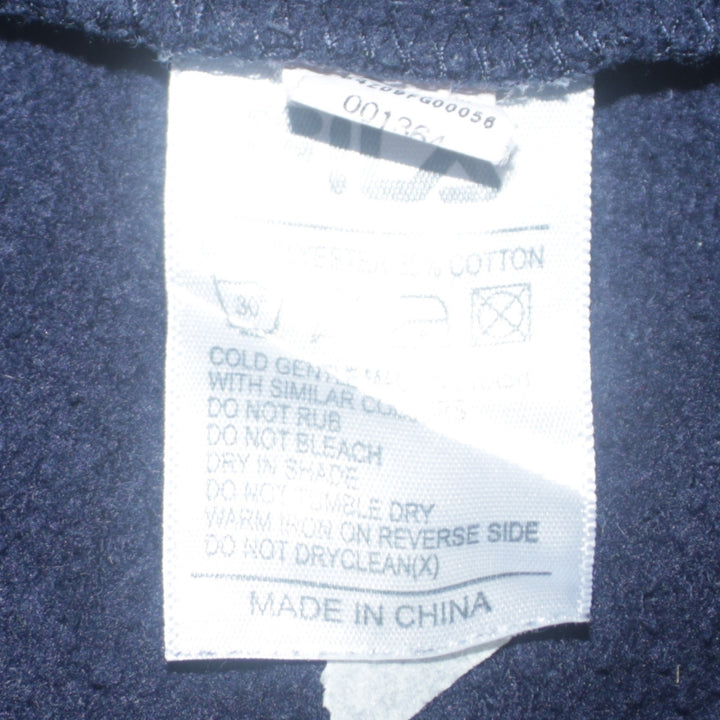 001364
COTTON
30
COLD GENTLE
WITH SIMILAR
DO NOT RUB
DO NOT BLEACH
DRY IN SHADE
DO NOT TUMBLE DRY
WARM IRON ON REVERSE SIDE
DO NOT DRYCLEAN(X)
MADE IN CHINA